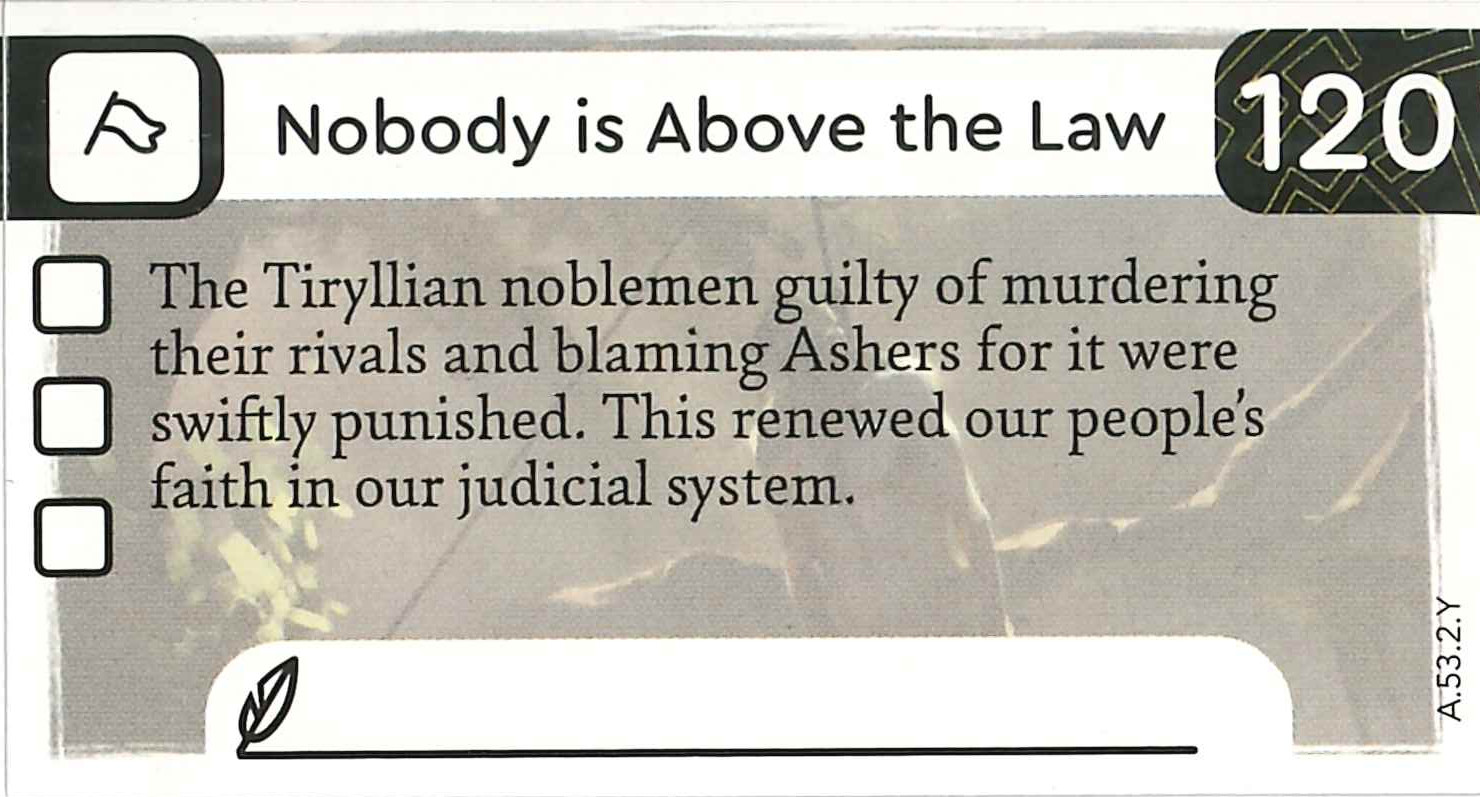 Nobody is Above the Law
120
The Tiryllian noblemen guilty of murdering
their rivals and blaming Ashers for it were
swiftly punished. This renewed our people's
faith in our judicial system.
A.53.2.Y